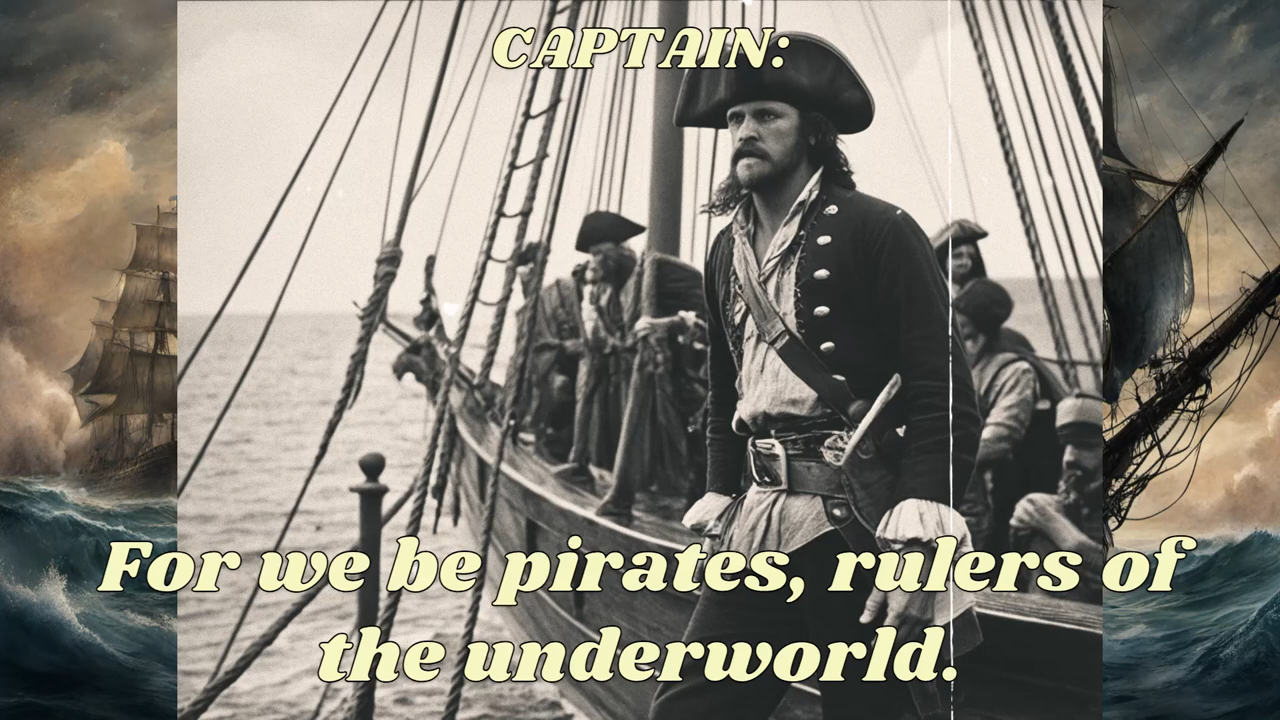 CAPTAIN:
For we be pirates, rulers of
the underworld.